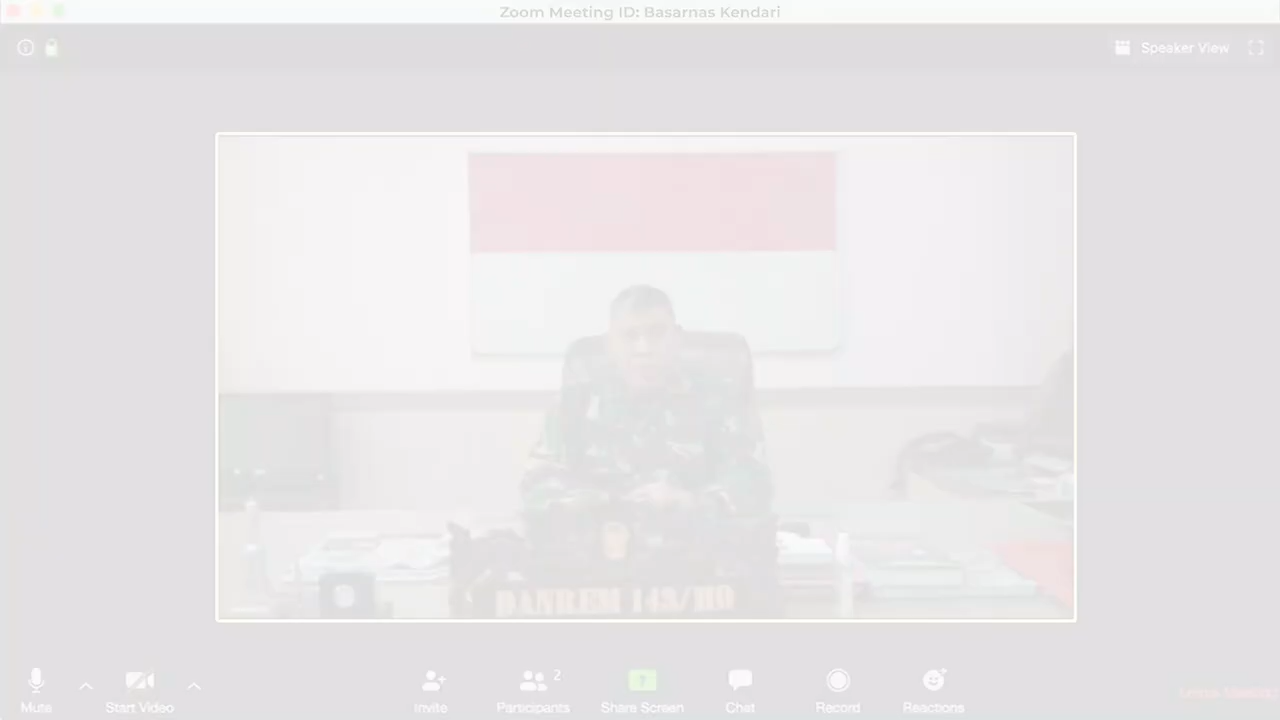 Zoom Meeting ID: Basarnas Kendari
Speaker View
DANREM 143/HO
Mute
Start Video
Invite
Participants
2
Share Screen
Chat
Record
Reactions